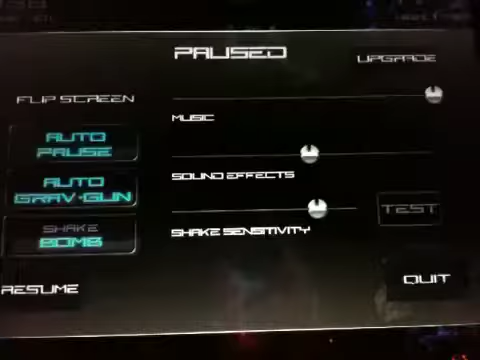 PAUSED
UPGRADE
FLIP SCREEN
MUSIC
AUTO
PAUSE
SOUND EFFECTS
AUTO
GRAV-GUN
TEST
SHAKE
BOMB
SHAKE SENSITIVITY
RESUME
QUIT